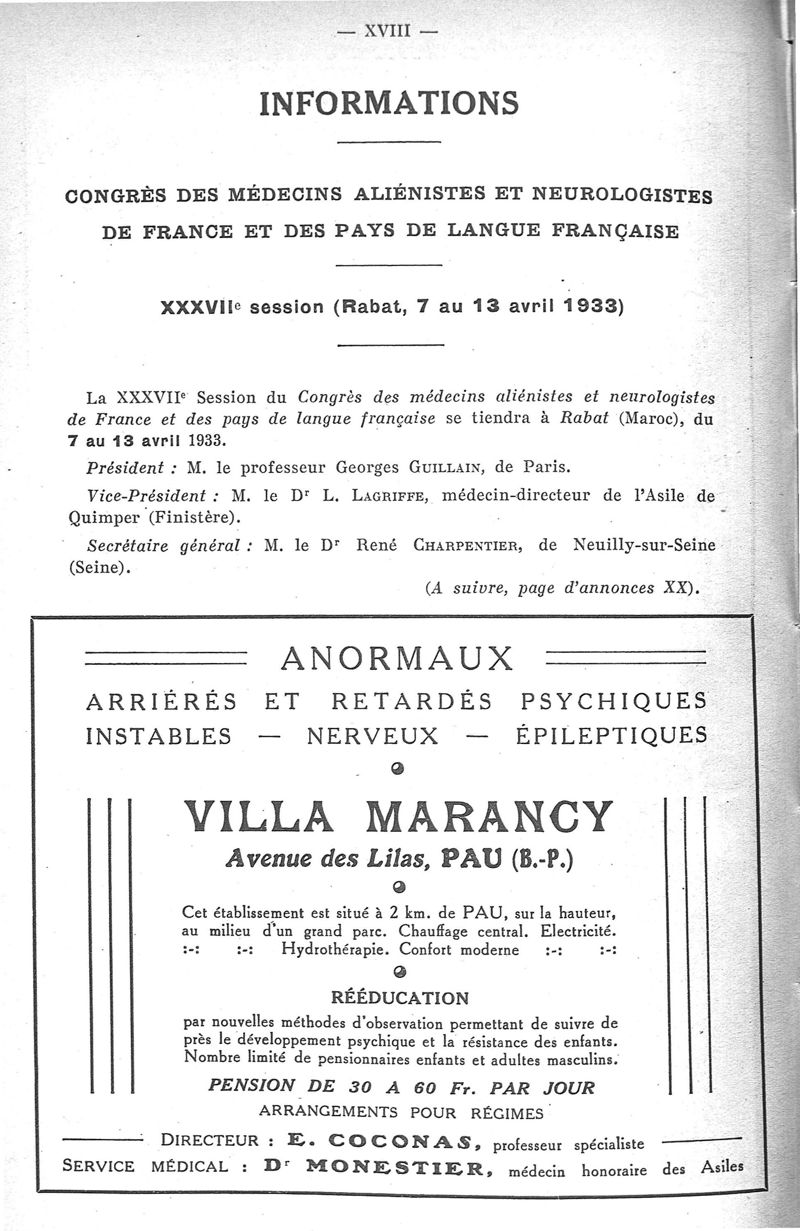 — XVIII —
INFORMATIONS
CONGRÈS DES MÉDECINS ALIÉNISTES ET NEUROLOGISTES
DE FRANCE ET DES PAYS DE LANGUE FRANÇAISE
XXXVIIe session (Rabat, 7 au 13 avril 1933)
La XXXVIIe Session du Congrès des médecins aliénistes et neurologistes
de France et des pays de langue française se tiendra à Rabat (Maroc), du
7 au 13 avril 1933.
Président : M. le professeur Georges GUILLAIN, de Paris.
Vice-Président : M. le Dr L. LAGRIFFE, médecin-directeur de l'Asile de
Quimper (Finistère).
Secrétaire général : M. le Dr René CHARPENTIER, de Neuilly-sur-Seine
(Seine).
(A suivre, page d'annonces XX).
ANORMAUX
ARRIÉRÉS ET RETARDÉS PSYCHIQUES
INSTABLES — NERVEUX — ÉPILEPTIQUES
VILLA MARANCY
Avenue des Lilas, PAU (B.-P.)
Cet établissement est situé à 2 km. de PAU, sur la hauteur,
au milieu d'un grand parc. Chauffage central. Electricité.
:-: :-: Hydrothérapie. Confort moderne :-: :-:
RÉÉDUCATION
par nouvelles méthodes d'observation permettant de suivre de
près le développement psychique et la résistance des enfants.
Nombre limité de pensionnaires enfants et adultes masculins.
PENSION DE 30 A 60 Fr. PAR JOUR
ARRANGEMENTS POUR RÉGIMES
DIRECTEUR : E. COCONAS, professeur spécialiste
SERVICE MÉDICAL : Dr MONESTIER, médecin honoraire des Asiles